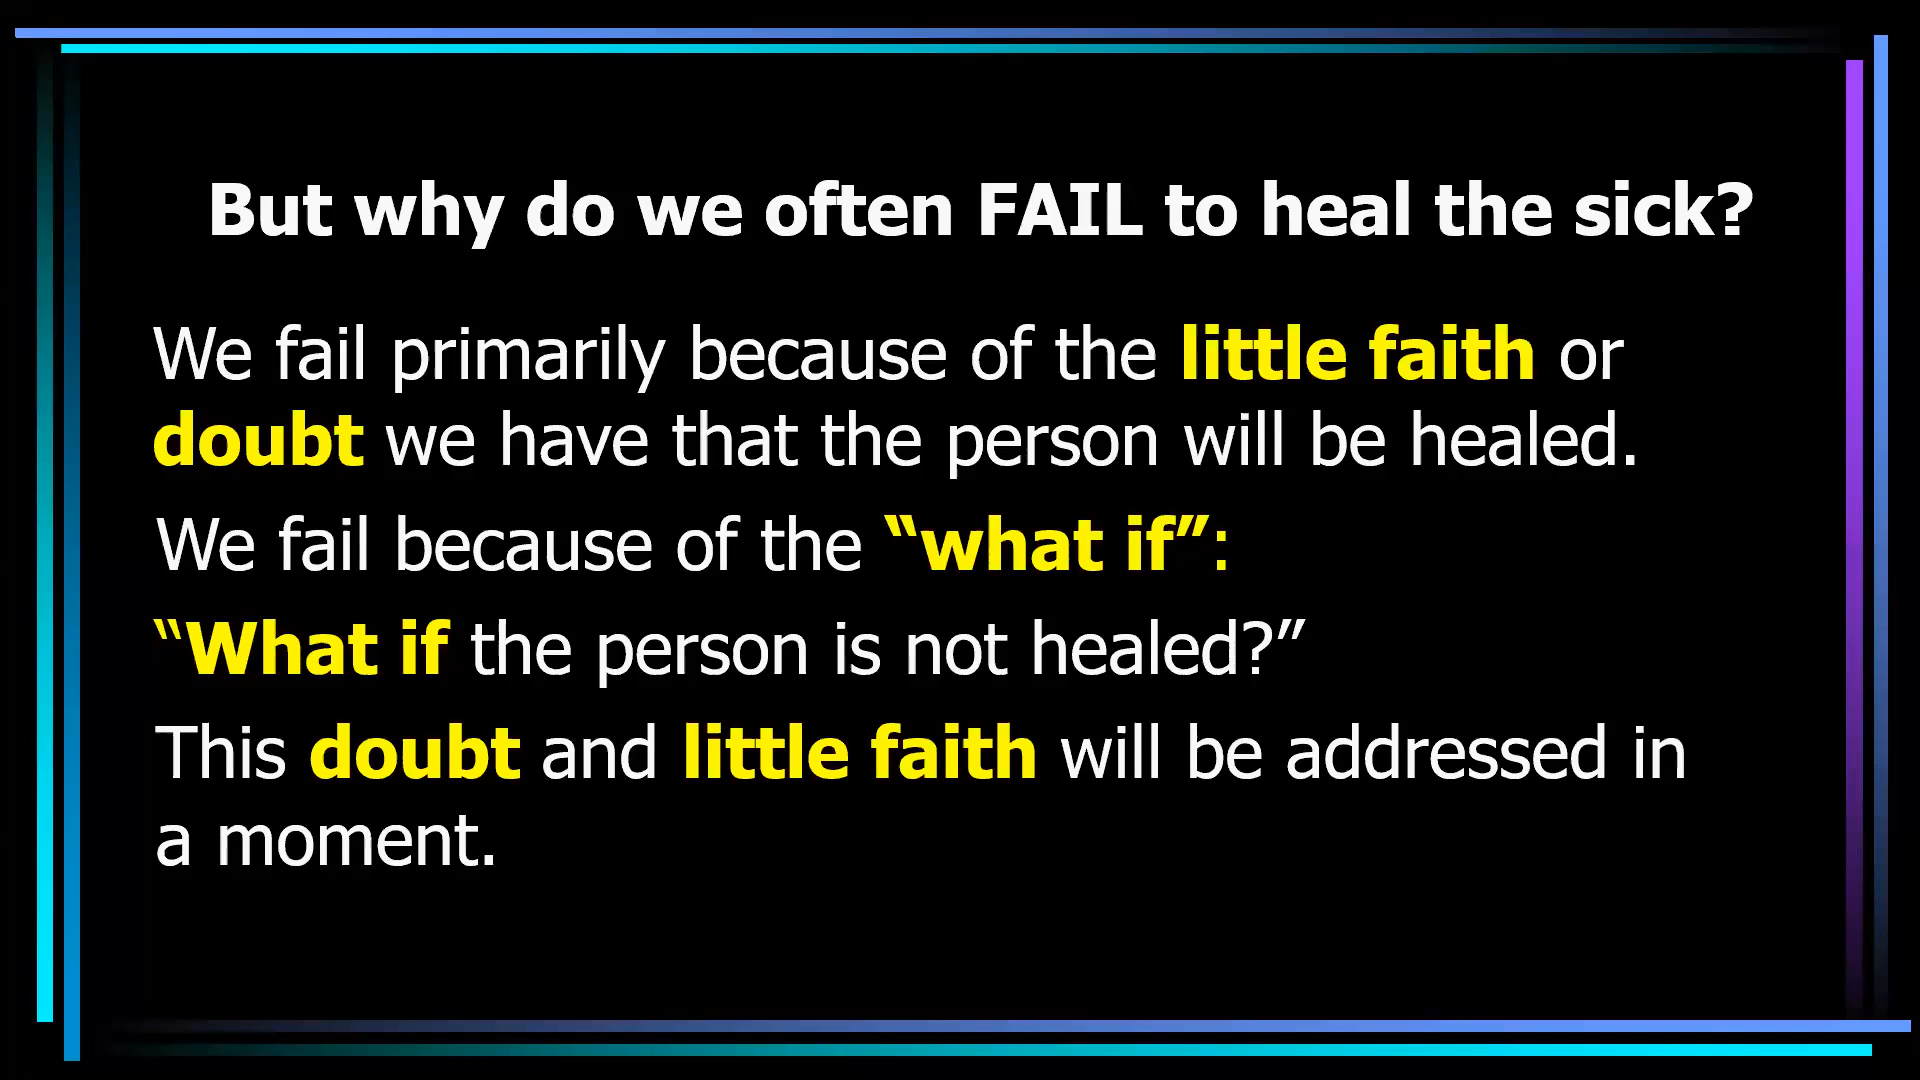 But why do we often FAIL to heal the sick?
We fail primarily because of the little faith or
doubt we have that the person will be healed.
We fail because of the “what if”:
“What if the person is not healed?”
This doubt and little faith will be addressed in
a moment.